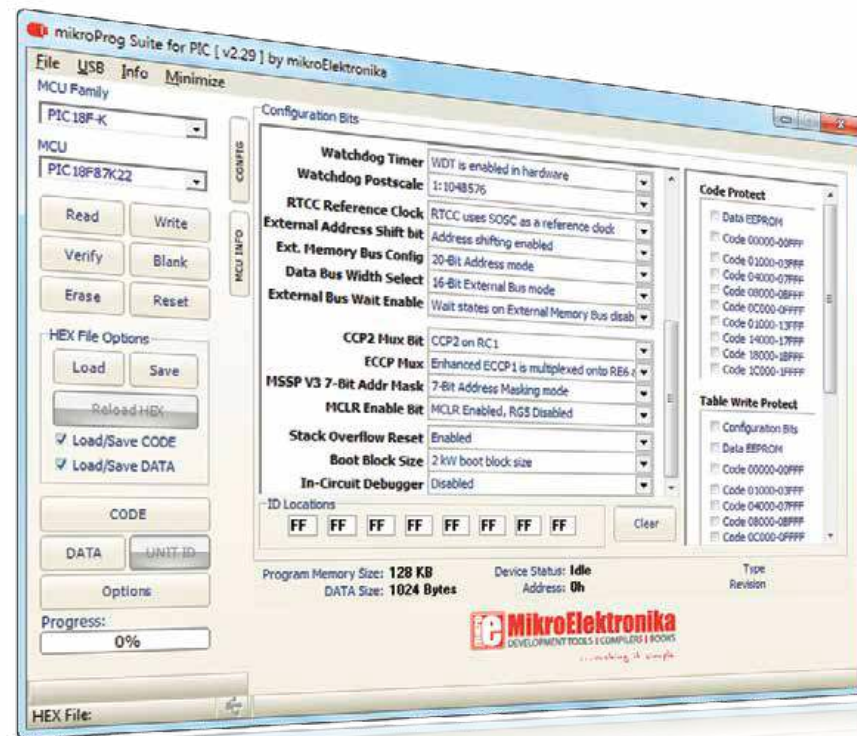 mikroProg Suite for PIC [ v2.29 ] by mikroElektronika
File USB Info Minimize
MCU Family
PIC18F-K
MCU
PIC18F87K22
Read Write
Verify Blank
Erase Reset
HEX File Options
Load Save
Reload HEX
Load/Save CODE
Load/Save DATA
CODE
DATA UNIT ID
Options
Progress:
0%
HEX File:
CONFIG
MCU INFO
Configuration Bits
Watchdog Timer WDT is enabled in hardware
Watchdog Postscale 1:1048576
RTCC Reference Clock RTCC uses SOSC as a reference clock
External Address Shift bit Address shifting enabled
Ext. Memory Bus Config 20-Bit Address mode
Data Bus Width Select 16-Bit External Bus mode
External Bus Wait Enable Wait states on External Memory Bus disab
CCP2 Mux Bit CCP2 on RC1
ECCP Mux Enhanced ECCP1 is multiplexed onto RE6 a
MSSP V3 7-Bit Addr Mask 7-Bit Address Masking mode
MCLR Enable Bit MCLR Enabled, RG5 Disabled
Stack Overflow Reset Enabled
Boot Block Size 2 kW boot block size
In-Circuit Debugger Disabled
ID Locations
FF FF FF FF FF FF FF FF Clear
Code Protect
Data EEPROM
Code 00000-00FFF
Code 01000-03FFF
Code 04000-07FFF
Code 08000-0BFFF
Code 0C000-0FFFF
Code 01000-13FFF
Code 14000-17FFF
Code 18000-1BFFF
Code 1C000-1FFFF
Table Write Protect
Configuration Bits
Data EEPROM
Code 00000-00FFF
Code 01000-03FFF
Code 04000-07FFF
Code 08000-0BFFF
Code 0C000-0FFFF
Program Memory Size: 128 KB Device Status: Idle Type
DATA Size: 1024 Bytes Address: 0h Revision
MikroElektronika
DEVELOPMENT TOOLS | COMPILERS | BOOKS
...making it simple